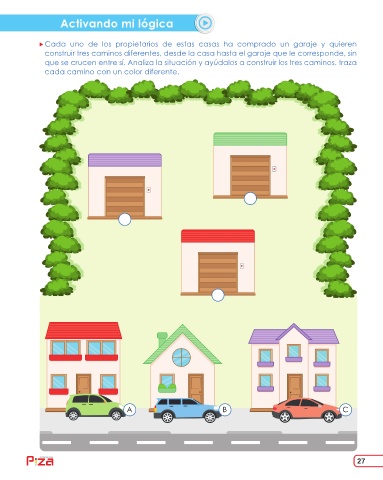 Activando mi lógica
Cada uno de los propietarios de estas casas ha comprado un garaje y quieren
construir tres caminos diferentes, desde la casa hasta el garaje que le corresponde, sin
que se crucen entre sí. Analiza la situación y ayúdalos a construir los tres caminos, traza
cada camino con un color diferente.
A B C
P:za
27